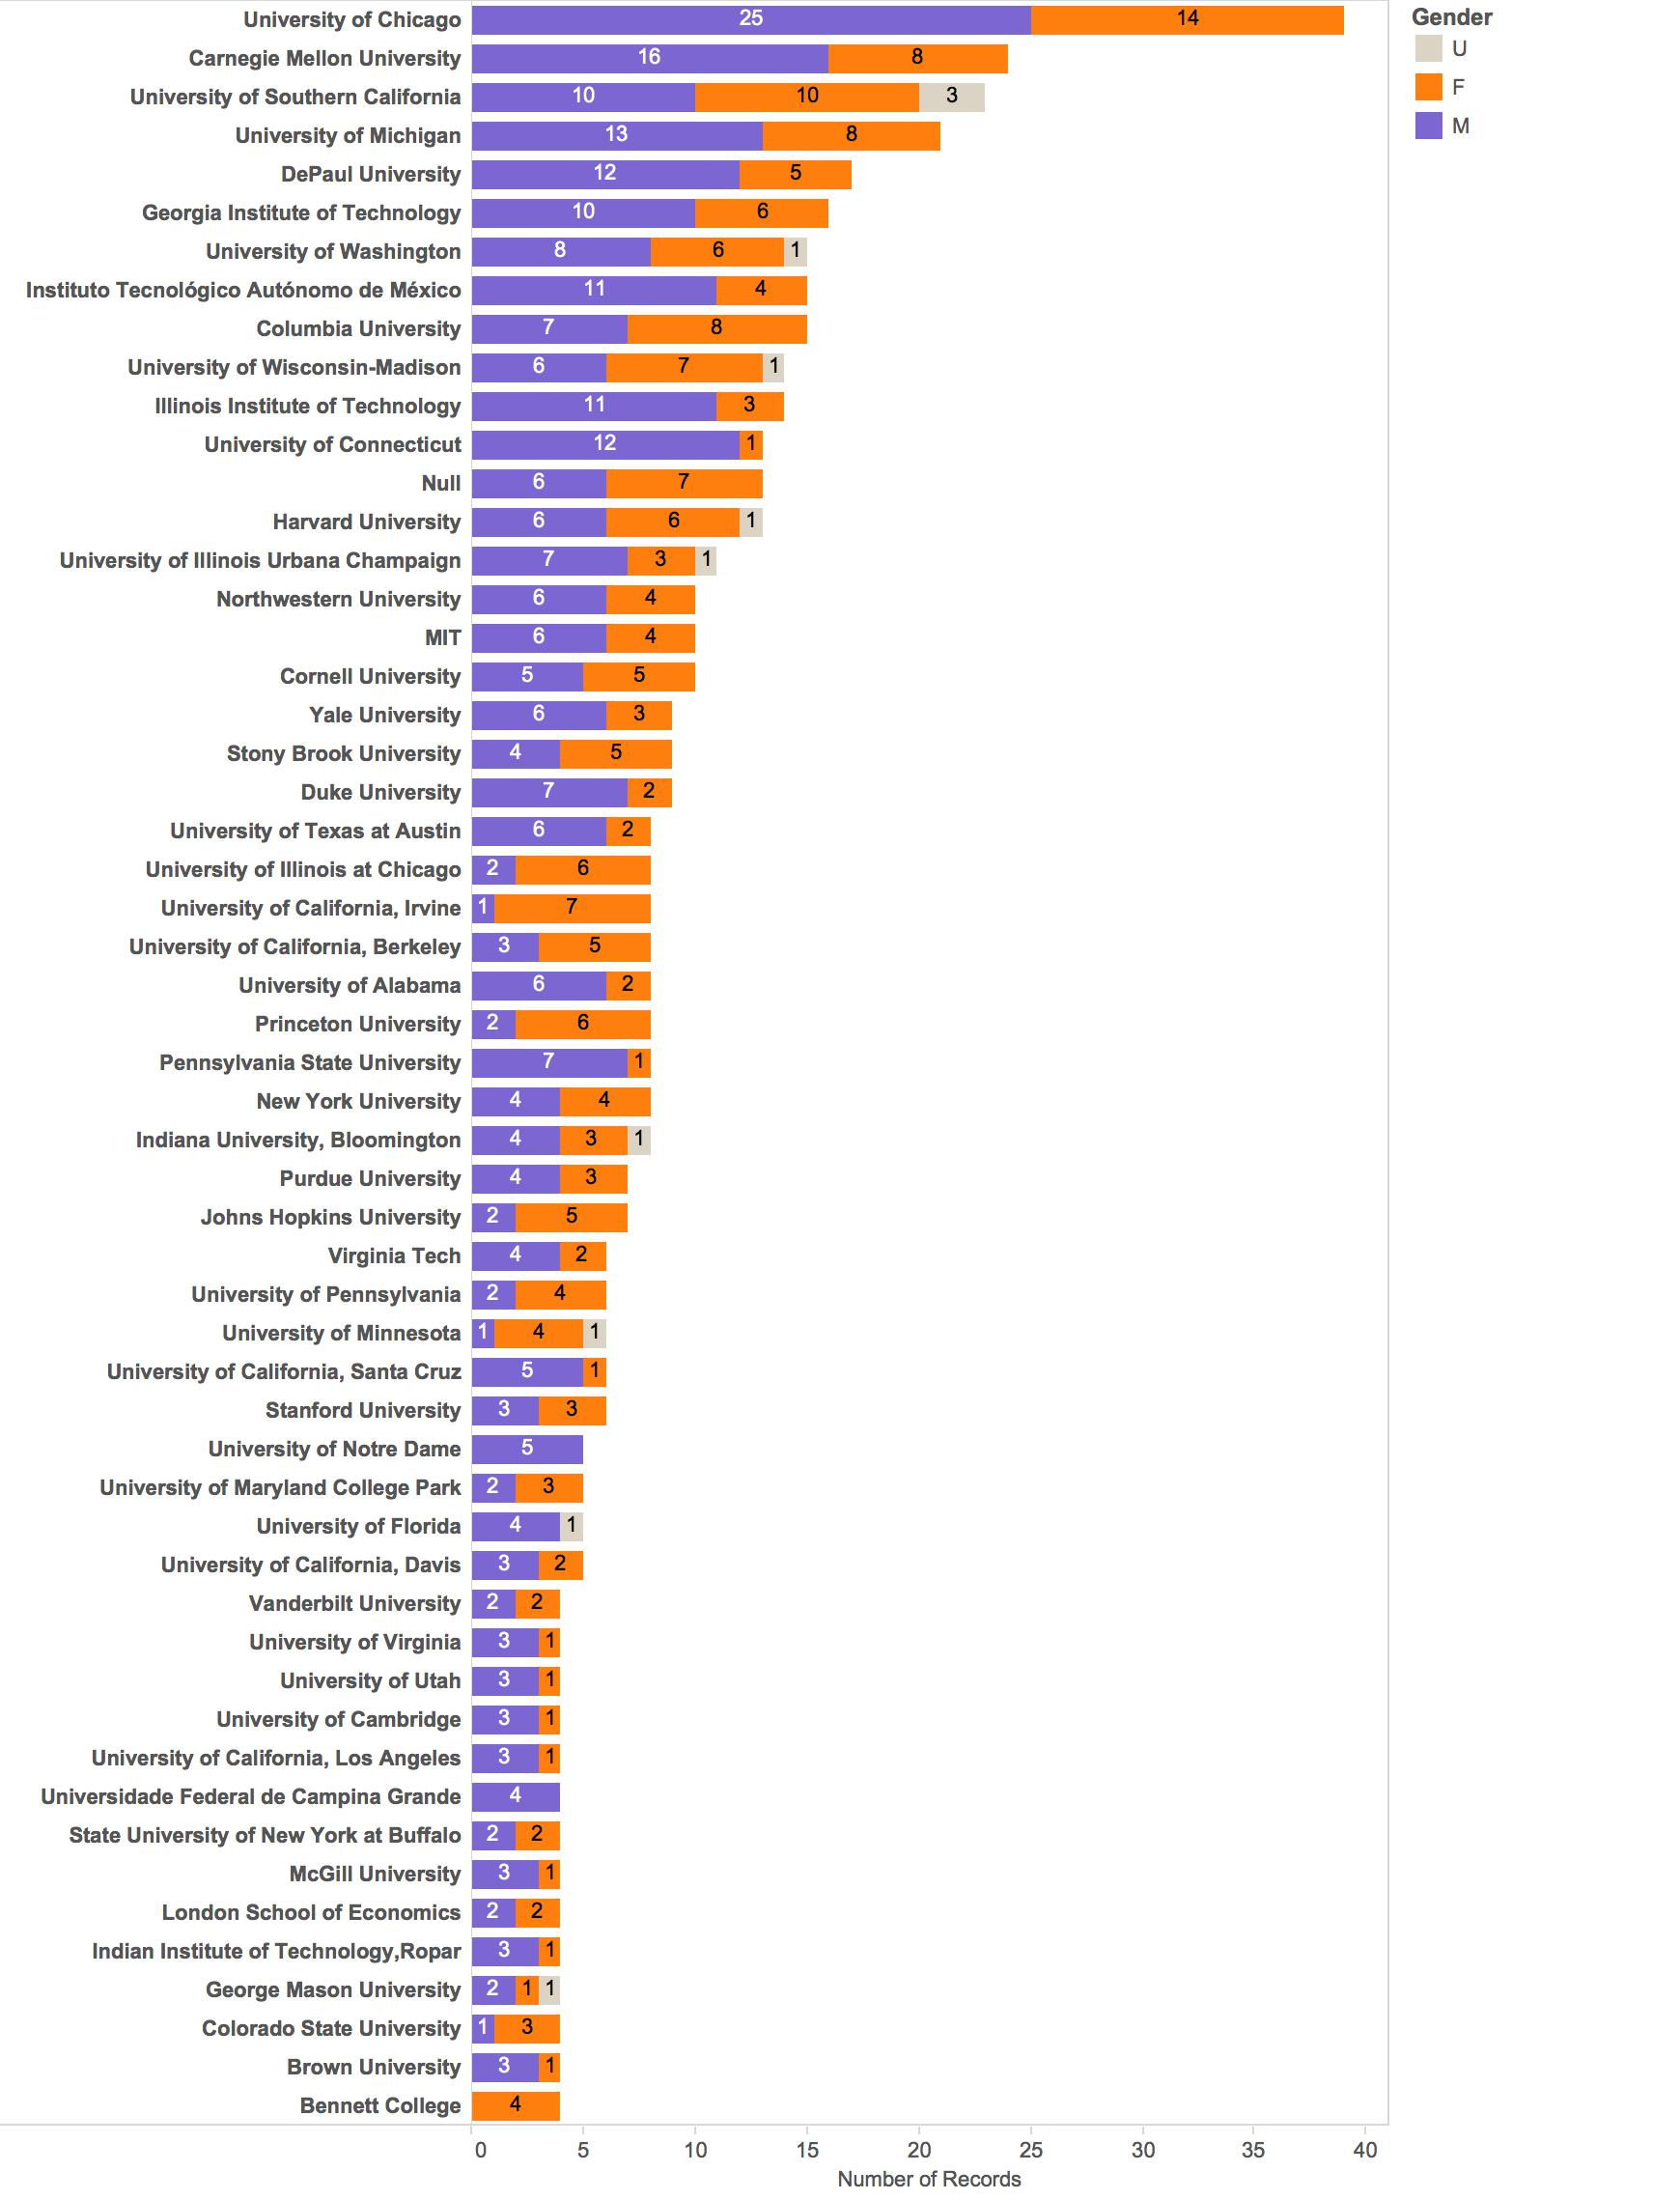 University of Chicago 25 14
Carnegie Mellon University 16 8
University of Southern California 10 10 3
University of Michigan 13 8
DePaul University 12 5
Georgia Institute of Technology 10 6
University of Washington 8 6 1
Instituto Tecnológico Autónomo de México 11 4
Columbia University 7 8
University of Wisconsin-Madison 6 7 1
Illinois Institute of Technology 11 3
University of Connecticut 12 1
Null 6 7
Harvard University 6 6 1
University of Illinois Urbana Champaign 7 3 1
Northwestern University 6 4
MIT 6 4
Cornell University 5 5
Yale University 6 3
Stony Brook University 4 5
Duke University 7 2
University of Texas at Austin 6 2
University of Illinois at Chicago 2 6
University of California, Irvine 1 7
University of California, Berkeley 3 5
University of Alabama 6 2
Princeton University 2 6
Pennsylvania State University 7 1
New York University 4 4
Indiana University, Bloomington 4 3 1
Purdue University 4 3
Johns Hopkins University 2 5
Virginia Tech 4 2
University of Pennsylvania 2 4
University of Minnesota 1 4 1
University of California, Santa Cruz 5 1
Stanford University 3 3
University of Notre Dame 5
University of Maryland College Park 2 3
University of Florida 4 1
University of California, Davis 3 2
Vanderbilt University 2 2
University of Virginia 3 1
University of Utah 3 1
University of Cambridge 3 1
University of California, Los Angeles 3 1
Universidade Federal de Campina Grande 4
State University of New York at Buffalo 2 2
McGill University 3 1
London School of Economics 2 2
Indian Institute of Technology,Ropar 3 1
George Mason University 2 1 1
Colorado State University 1 3
Brown University 3 1
Bennett College 4
0 5 10 15 20 25 30 35 40
Number of Records
Gender
U
F
M